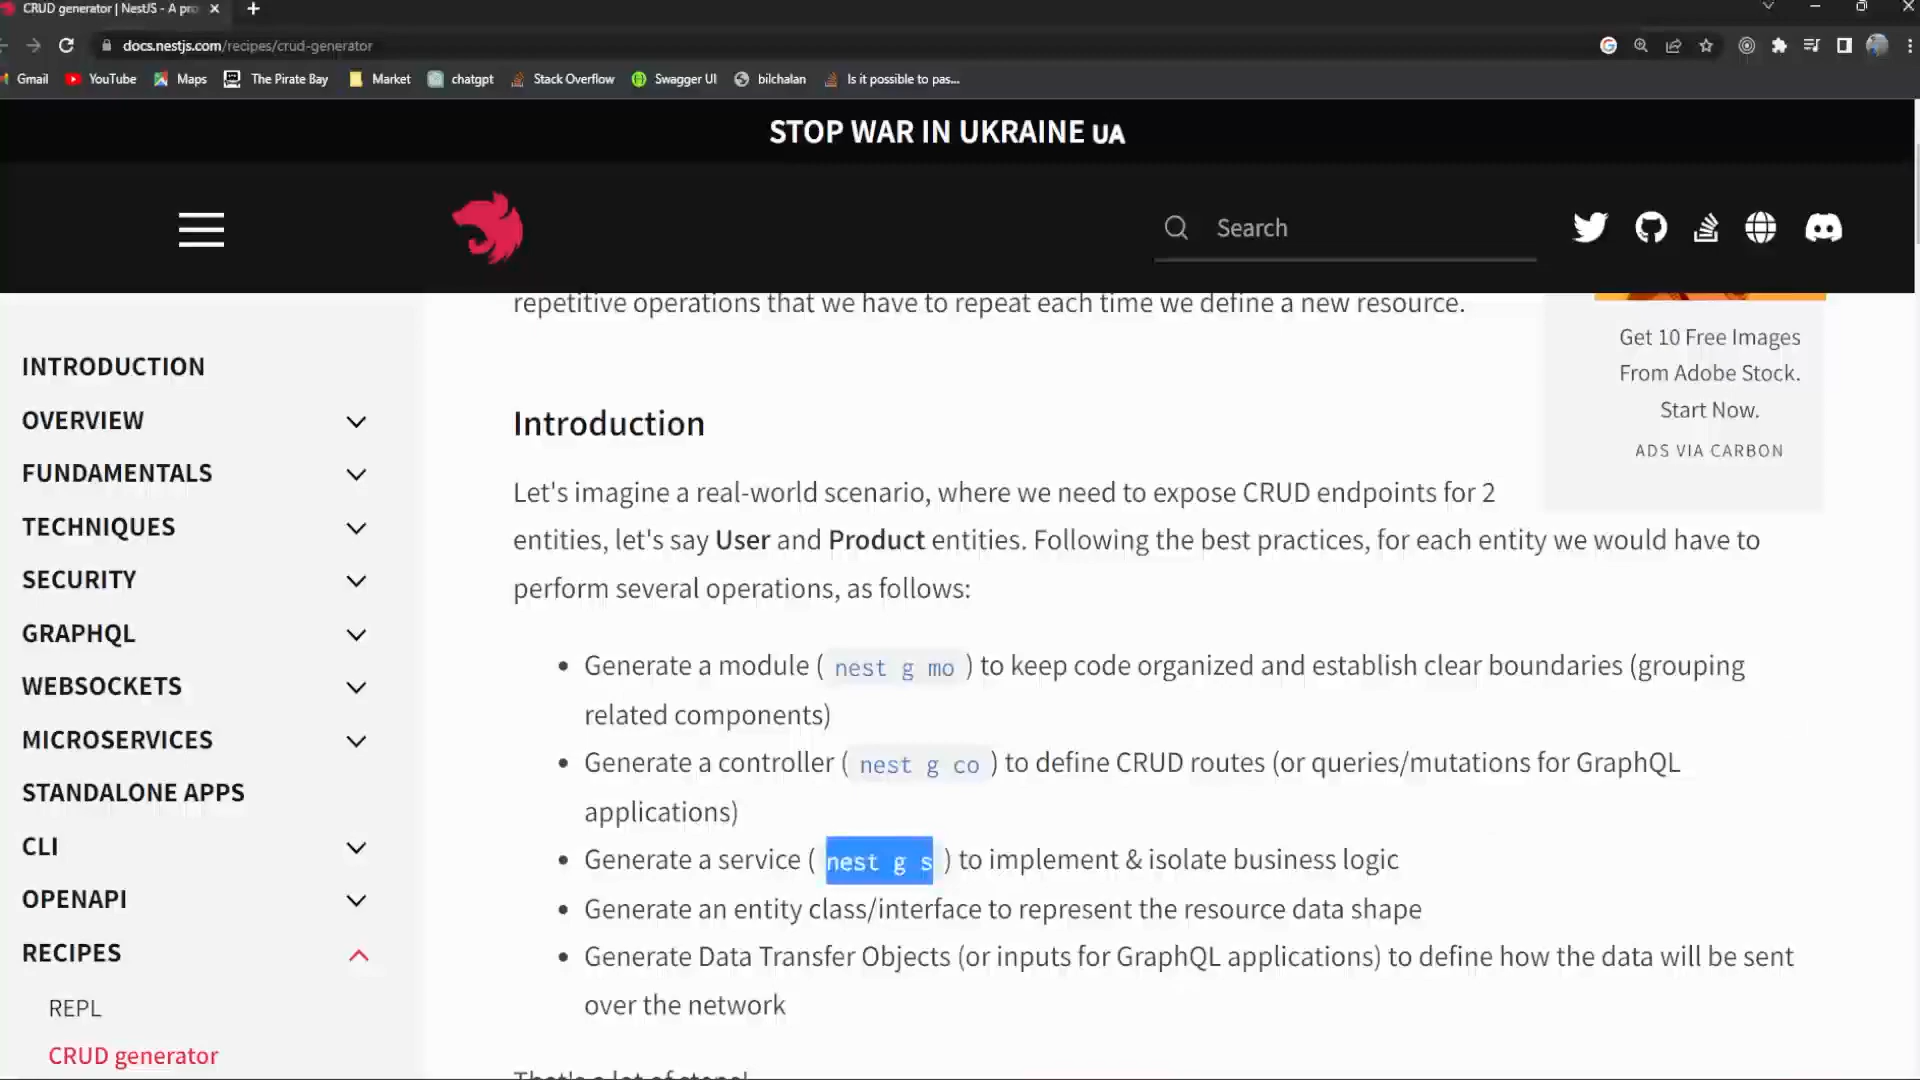 CRUD generator | NestJS - A pro
docs.nestjs.com/recipes/crud-generator
Gmail YouTube Maps The Pirate Bay Market chatgpt Stack Overflow Swagger UI bilchalan Is it possible to pas...
STOP WAR IN UKRAINE UA
Search
repetitive operations that we have to repeat each time we define a new resource.
Get 10 Free Images
From Adobe Stock.
Start Now.
ADS VIA CARBON
INTRODUCTION
OVERVIEW
FUNDAMENTALS
TECHNIQUES
SECURITY
GRAPHQL
WEBSOCKETS
MICROSERVICES
STANDALONE APPS
CLI
OPENAPI
RECIPES
REPL
CRUD generator
Introduction
Let's imagine a real-world scenario, where we need to expose CRUD endpoints for 2
entities, let's say User and Product entities. Following the best practices, for each entity we would have to
perform several operations, as follows:
• Generate a module ( nest g mo ) to keep code organized and establish clear boundaries (grouping
related components)
• Generate a controller ( nest g co ) to define CRUD routes (or queries/mutations for GraphQL
applications)
• Generate a service ( nest g s ) to implement & isolate business logic
• Generate an entity class/interface to represent the resource data shape
• Generate Data Transfer Objects (or inputs for GraphQL applications) to define how the data will be sent
over the network
That's a lot of steps!